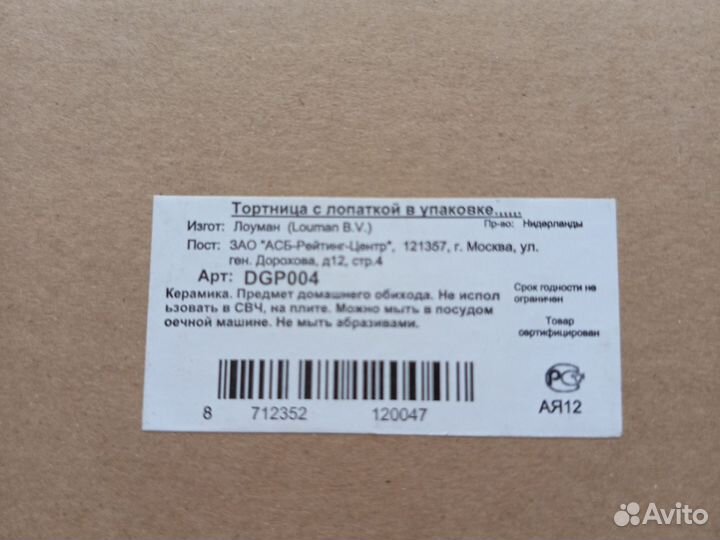 Тортница с лопаткой в упаковке......
Изгот: Лоуман (Louman B.V.) Пр-во: Нидерланды
Пост: ЗАО "АСБ-Рейтинг-Центр", 121357, г. Москва, ул.
ген. Дорохова, д12, стр.4
Арт: DGP004
Керамика. Предмет домашнего обихода. Не испол
ьзовать в СВЧ, на плите. Можно мыть в посудом
оечной машине. Не мыть абразивами.
Срок годности не
ограничен
Товар
сертифицирован
РС
АЯ12
8 712352 120047
Avito